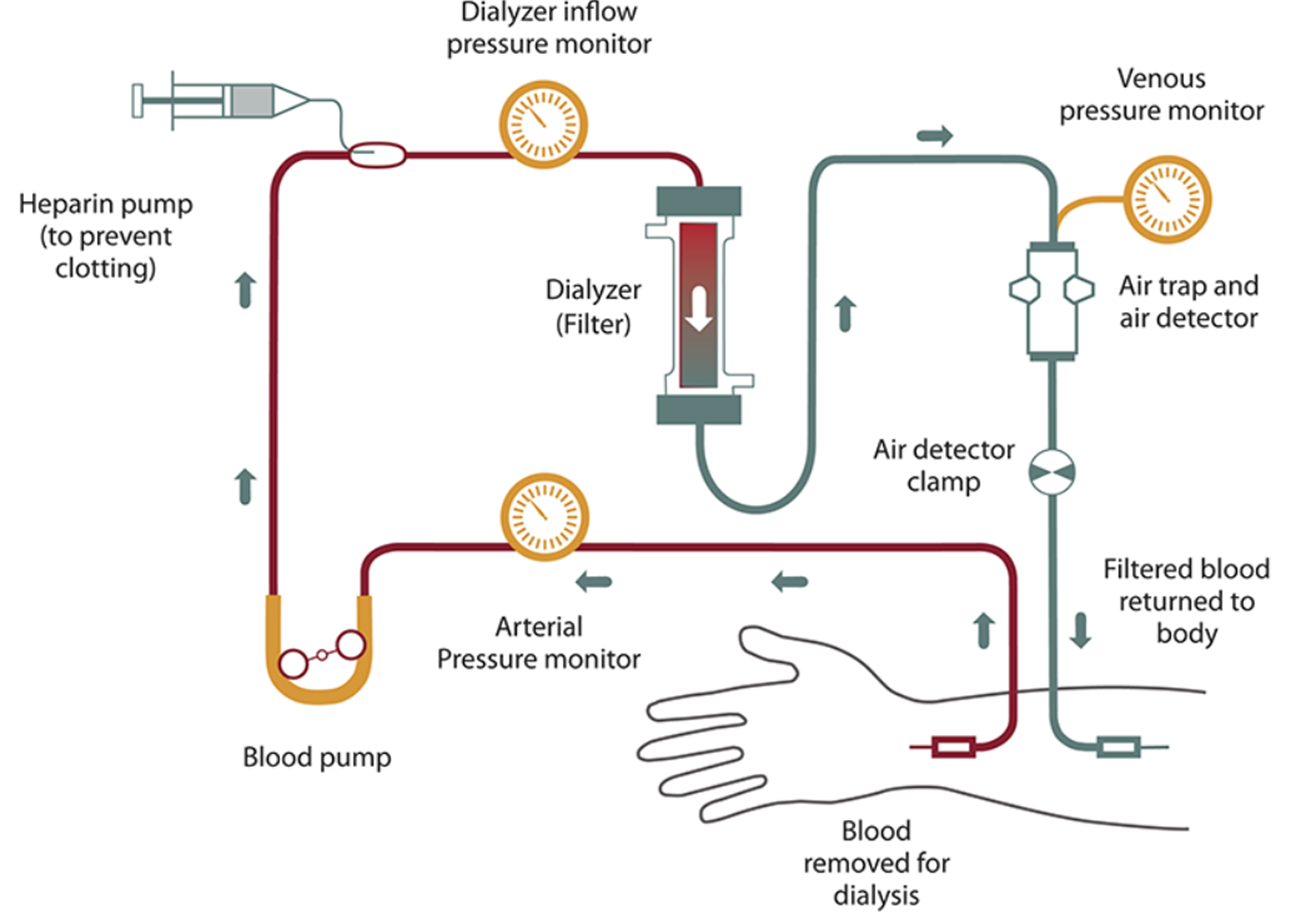 Dialyzer inflow
pressure monitor
Venous
pressure monitor
Heparin pump
(to prevent
clotting)
Dialyzer
(Filter)
Air trap and
air detector
Air detector
clamp
Arterial
Pressure monitor
Filtered blood
returned to
body
Blood pump
Blood
removed for
dialysis